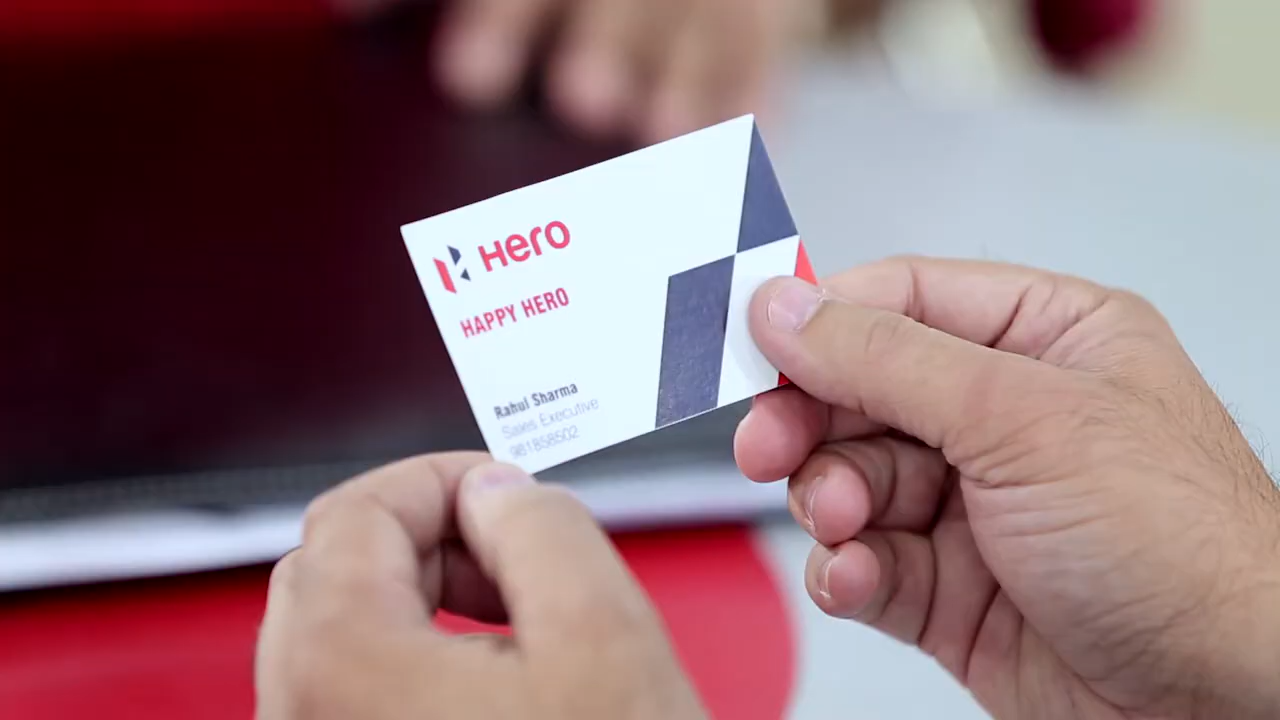 Hero
HAPPY HERO
Rahul Sharma
Sales Executive
981858502